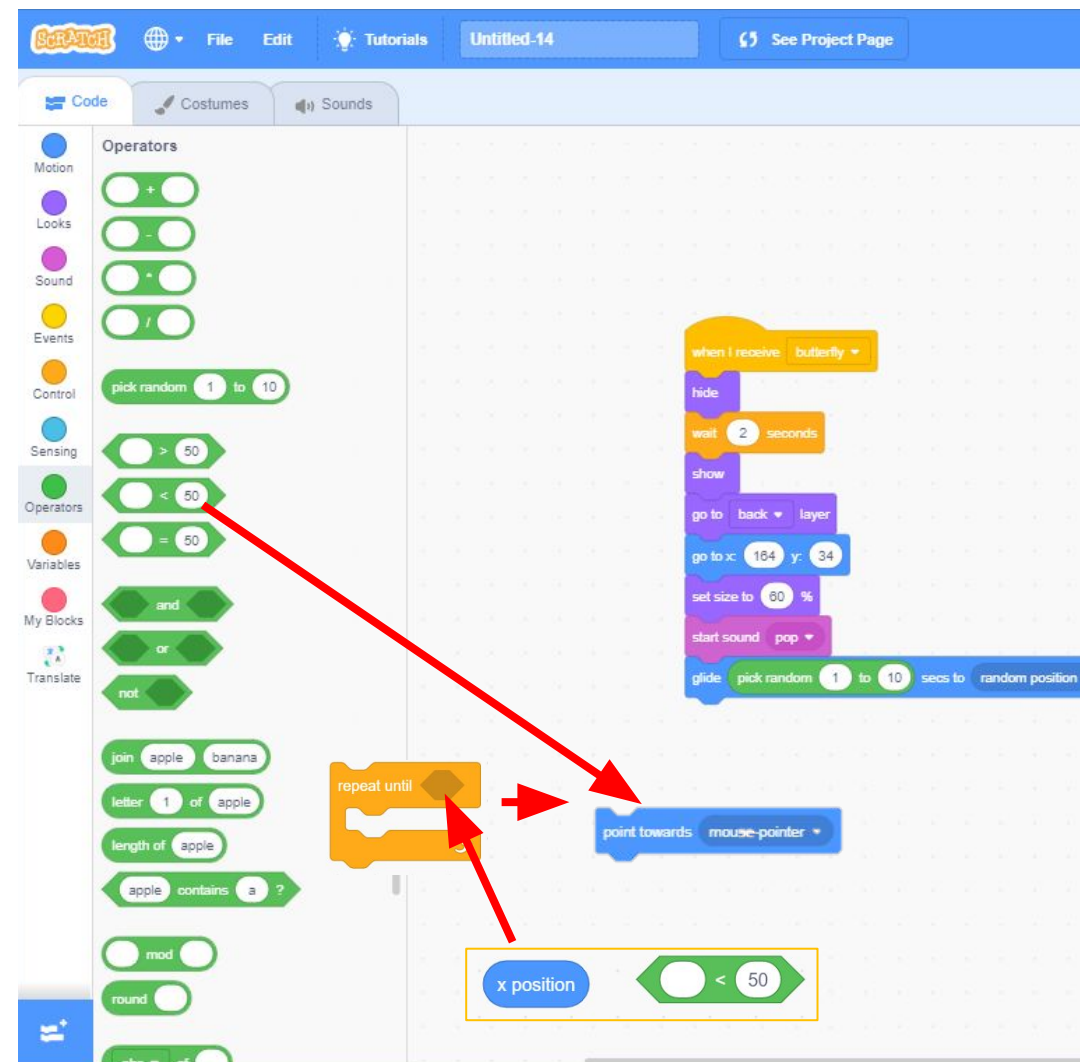 SCRATCH File Edit Tutorials Untitled-14 See Project Page
Code Costumes Sounds
Motion
Looks
Sound
Events
Control
Sensing
Operators
Variables
My Blocks
Translate
Operators
+
-
*
/
pick random 1 to 10
> 50
< 50
= 50
and
or
not
join apple banana
letter 1 of apple
length of apple
apple contains a ?
mod
round
when I receive butterfly
hide
wait 2 seconds
show
go to back layer
go to x: 164 y: 34
set size to 60 %
start sound pop
glide pick random 1 to 10 secs to random position
repeat until
point towards mouse-pointer
x position < 50